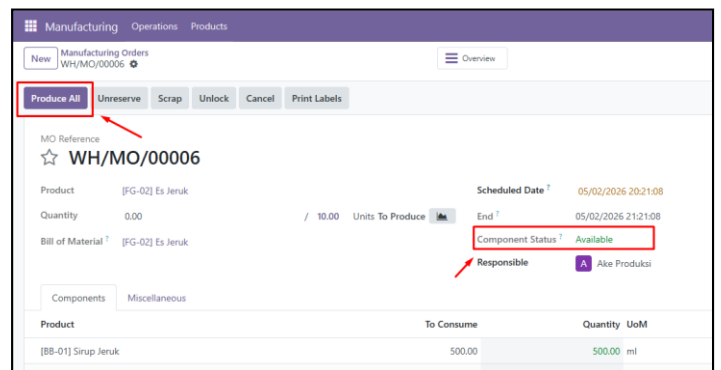 Manufacturing Operations Products
New Manufacturing Orders
WH/MO/00006
Overview
Produce All Unreserve Scrap Unlock Cancel Print Labels
MO Reference
WH/MO/00006
Product [FG-02] Es Jeruk
Scheduled Date ? 05/02/2026 20:21:08
Quantity 0.00 / 10.00 Units To Produce
End ? 05/02/2026 21:21:08
Bill of Material ? [FG-02] Es Jeruk
Component Status ? Available
Responsible A Ake Produksi
Components Miscellaneous
Product To Consume Quantity UoM
[BB-01] Sirup Jeruk 500.00 500.00 ml